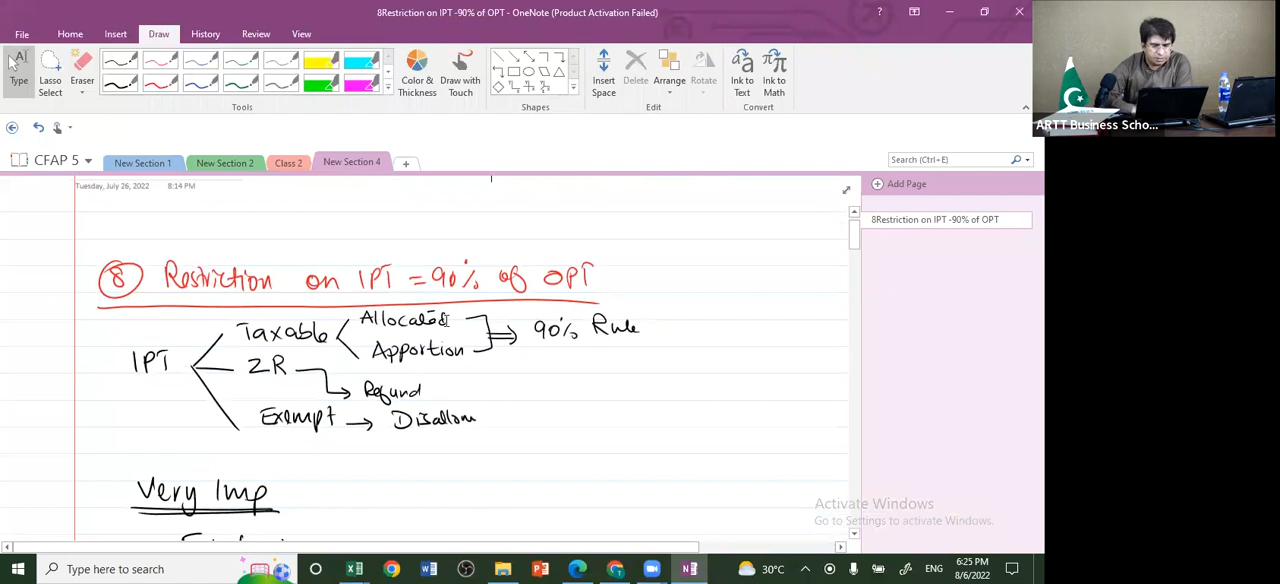 8Restriction on IPT -90% of OPT - OneNote (Product Activation Failed)
File Home Insert Draw History Review View
Type
Lasso Select
Eraser
Color & Thickness
Draw with Touch
Insert Space
Delete
Arrange
Rotate
Ink to Text
Ink to Math
Tools
Shapes
Edit
Convert
ARTT Business Scho...
CFAP 5
New Section 1
New Section 2
Class 2
New Section 4
Search (Ctrl+E)
Tuesday, July 26, 2022 8:14 PM
Add Page
8Restriction on IPT -90% of OPT
8 Restriction on IPT = 90% of OPT
IPT
Taxable
Allocated
Apportion
90% Rule
ZR
Refund
Exempt → Disallow
Very Imp
Activate Windows
Go to Settings to activate Windows.
Type here to search
30°C
ENG
6:25 PM
8/6/2022